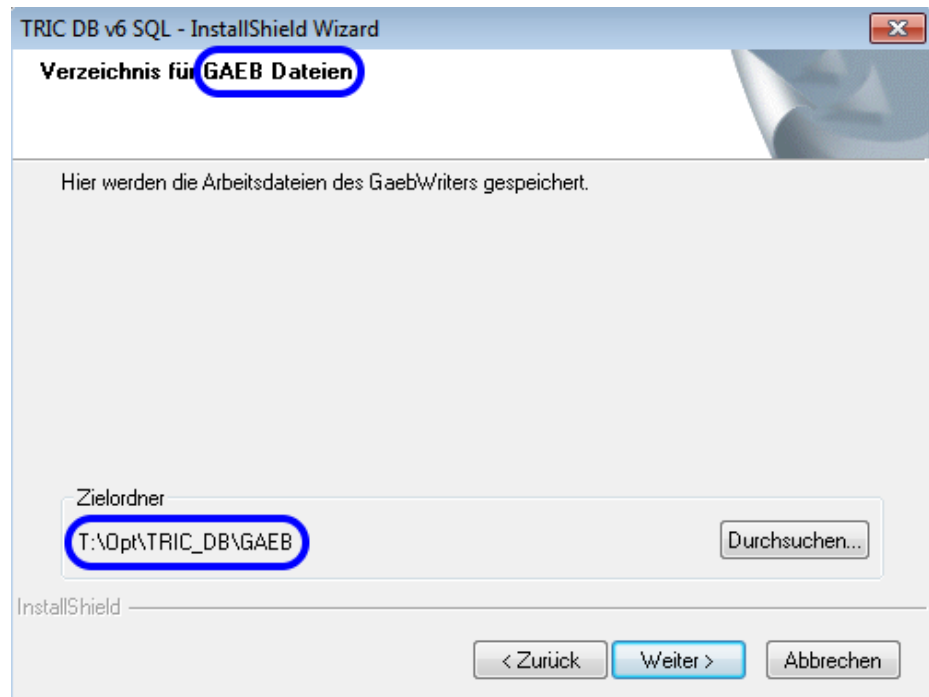 TRIC DB v6 SQL - InstallShield Wizard
Verzeichnis für GAEB Dateien
Hier werden die Arbeitsdateien des GaebWriters gespeichert.
Zielordner
T:\Opt\TRIC_DB\GAEB
Durchsuchen...
InstallShield
< Zurück
Weiter >
Abbrechen